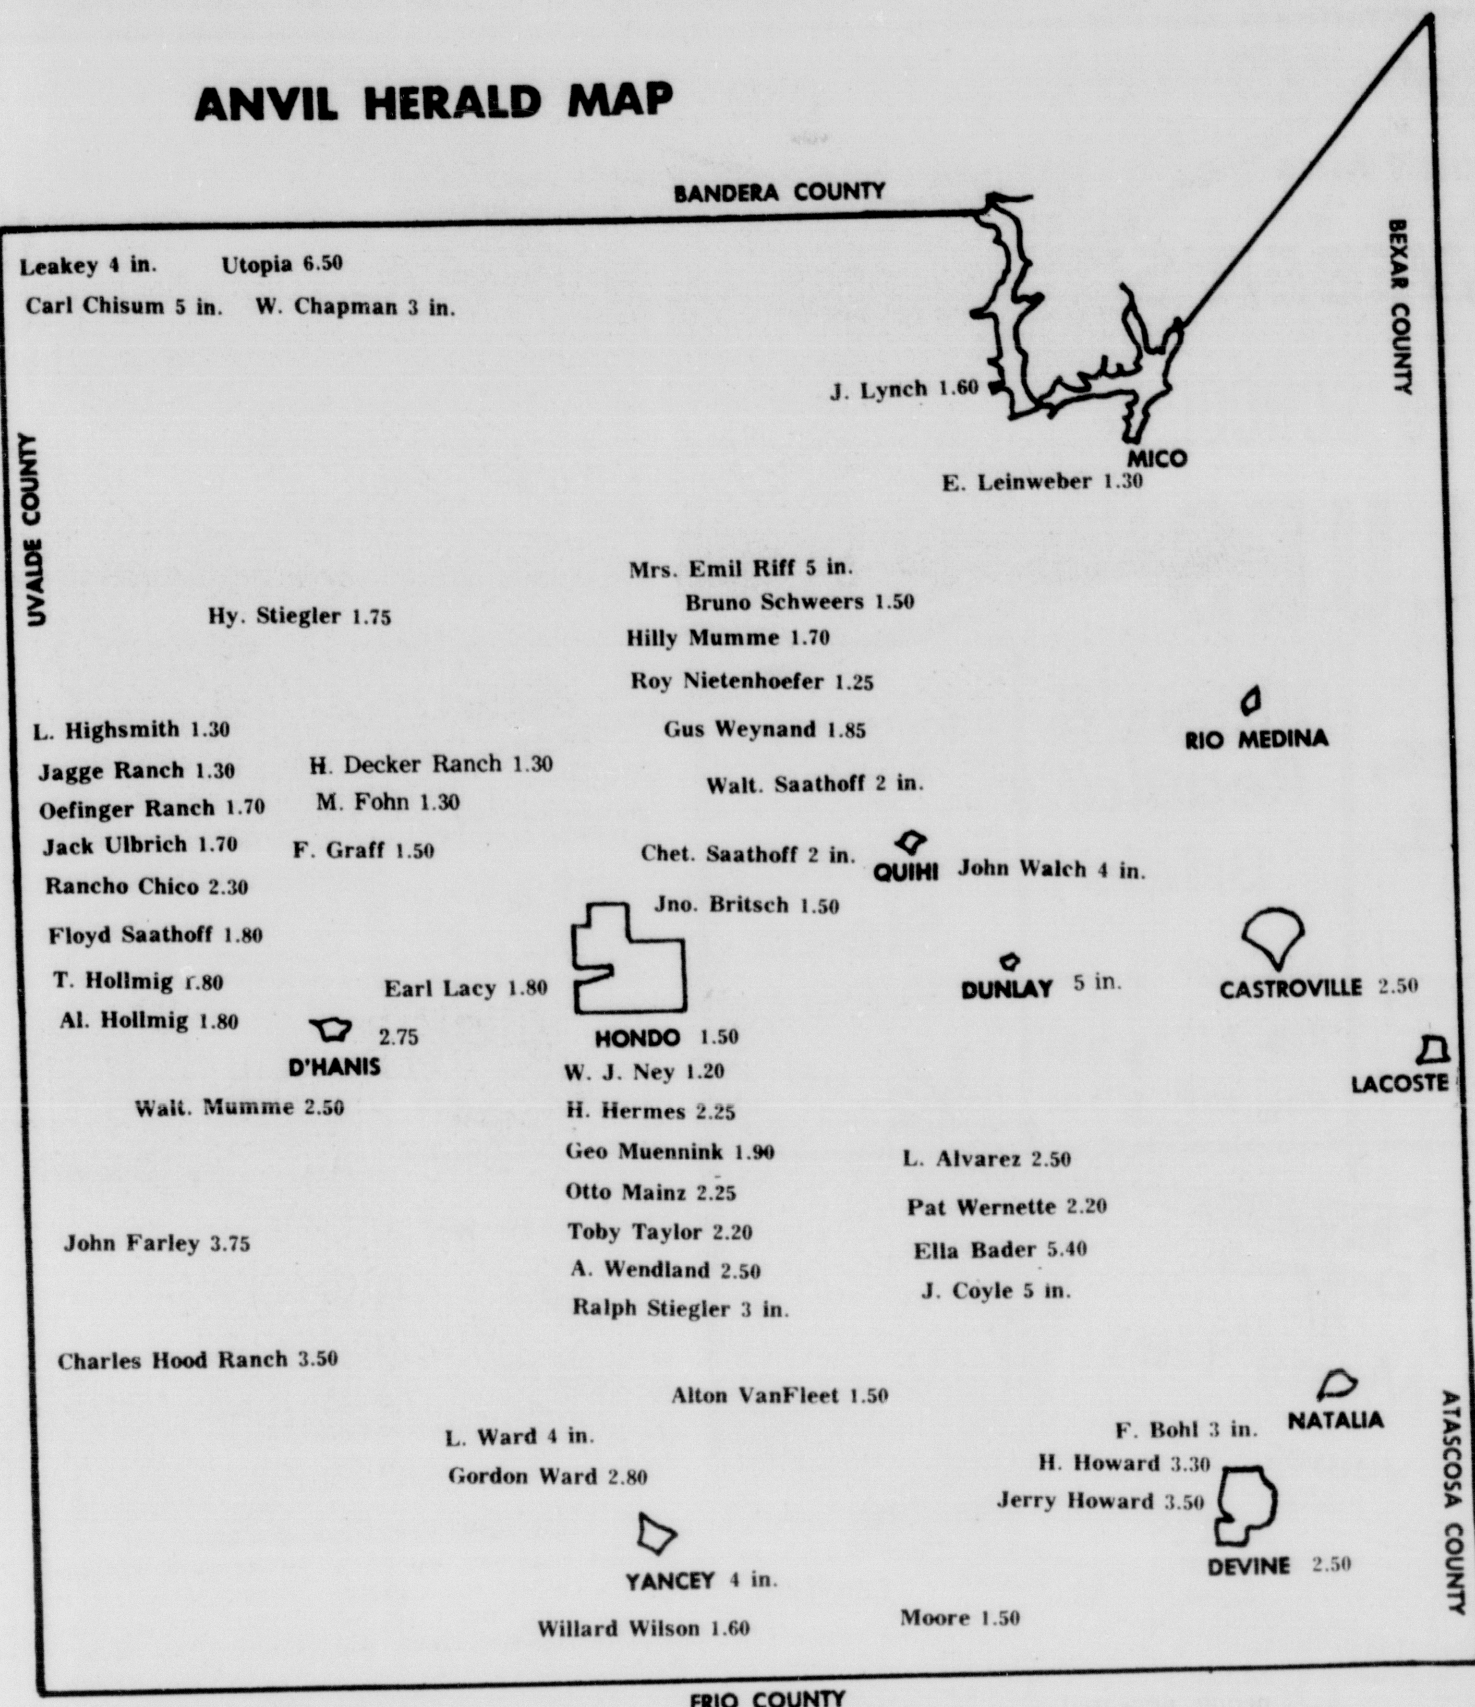 ANVIL HERALD MAP
BANDERA COUNTY
BEXAR COUNTY
Leakey 4 in.
Utopia 6.50
Carl Chisum 5 in.
W. Chapman 3 in.
J. Lynch 1.60
UVALDE COUNTY
MICO
E. Leinweber 1.30
Mrs. Emil Riff 5 in.
Bruno Schweers 1.50
Hy. Stiegler 1.75
Hilly Mumme 1.70
Roy Nietenhoefer 1.25
L. Highsmith 1.30
Gus Weynand 1.85
RIO MEDINA
Jagge Ranch 1.30
H. Decker Ranch 1.30
Walt. Saathoff 2 in.
Oefinger Ranch 1.70
M. Fohn 1.30
Jack Ulbrich 1.70
F. Graff 1.50
Chet. Saathoff 2 in.
QUIHI
John Walch 4 in.
Rancho Chico 2.30
Jno. Britsch 1.50
Floyd Saathoff 1.80
T. Hollmig r.80
Earl Lacy 1.80
DUNLAY 5 in.
CASTROVILLE 2.50
Al. Hollmig 1.80
2.75
D'HANIS
HONDO 1.50
W. J. Ney 1.20
LACOSTE
Walt. Mumme 2.50
H. Hermes 2.25
Geo Muennink 1.90
L. Alvarez 2.50
Otto Mainz 2.25
Pat Wernette 2.20
John Farley 3.75
Toby Taylor 2.20
Ella Bader 5.40
A. Wendland 2.50
J. Coyle 5 in.
Ralph Stiegler 3 in.
Charles Hood Ranch 3.50
Alton VanFleet 1.50
NATALIA
L. Ward 4 in.
F. Bohl 3 in.
Gordon Ward 2.80
H. Howard 3.30
Jerry Howard 3.50
ATASCOSA COUNTY
YANCEY 4 in.
DEVINE 2.50
Willard Wilson 1.60
Moore 1.50
FRIO COUNTY